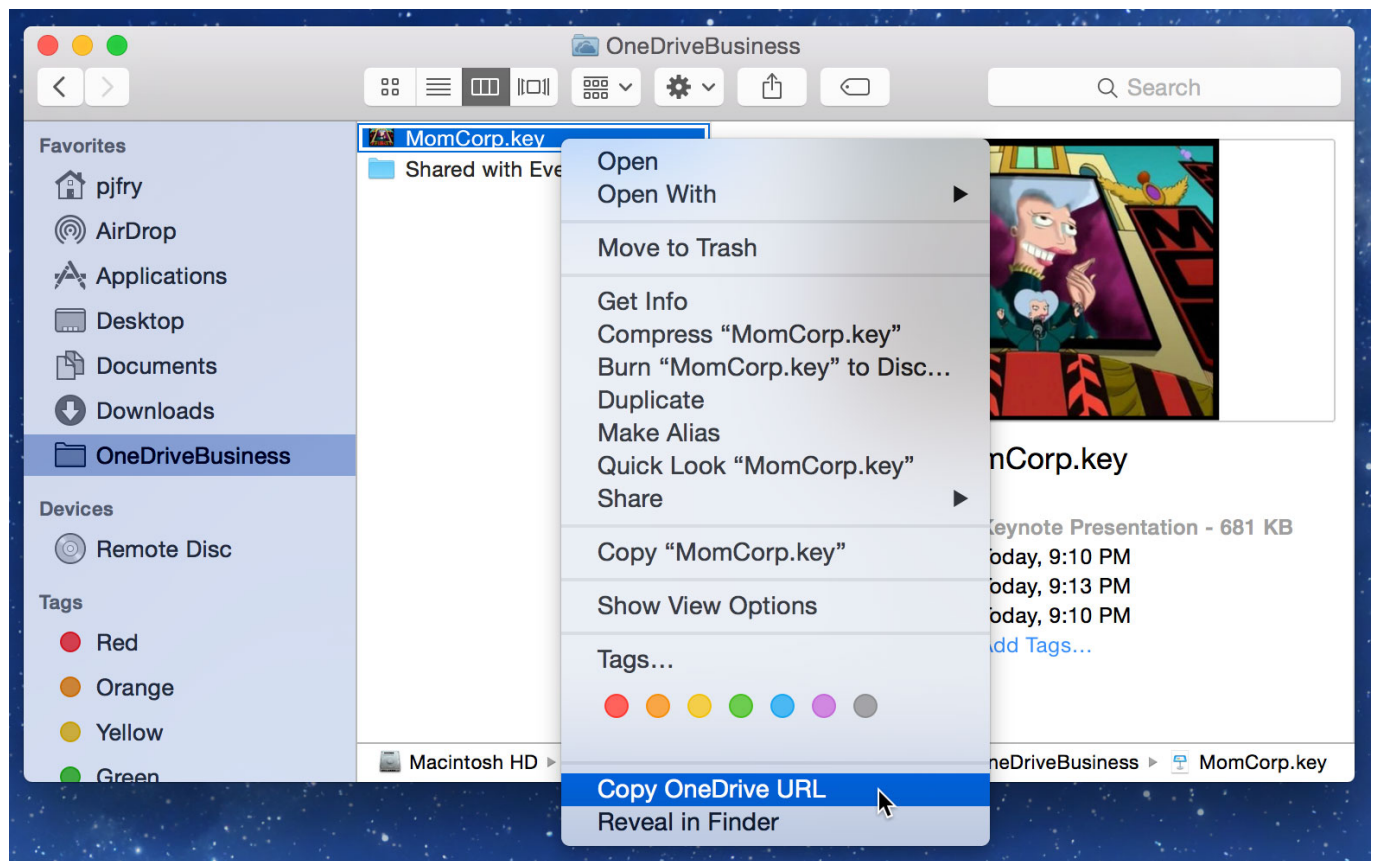 OneDriveBusiness
Search
Favorites
pjfry
AirDrop
Applications
Desktop
Documents
Downloads
OneDriveBusiness
Devices
Remote Disc
Tags
Red
Orange
Yellow
Green
MomCorp.key
Shared with Eve
Open
Open With
Move to Trash
Get Info
Compress “MomCorp.key”
Burn “MomCorp.key” to Disc…
Duplicate
Make Alias
Quick Look “MomCorp.key”
Share
Copy “MomCorp.key”
Show View Options
Tags…
Copy OneDrive URL
Reveal in Finder
mCorp.key
Keynote Presentation - 681 KB
Today, 9:10 PM
Today, 9:13 PM
Today, 9:10 PM
Add Tags…
Macintosh HD
neDriveBusiness
MomCorp.key